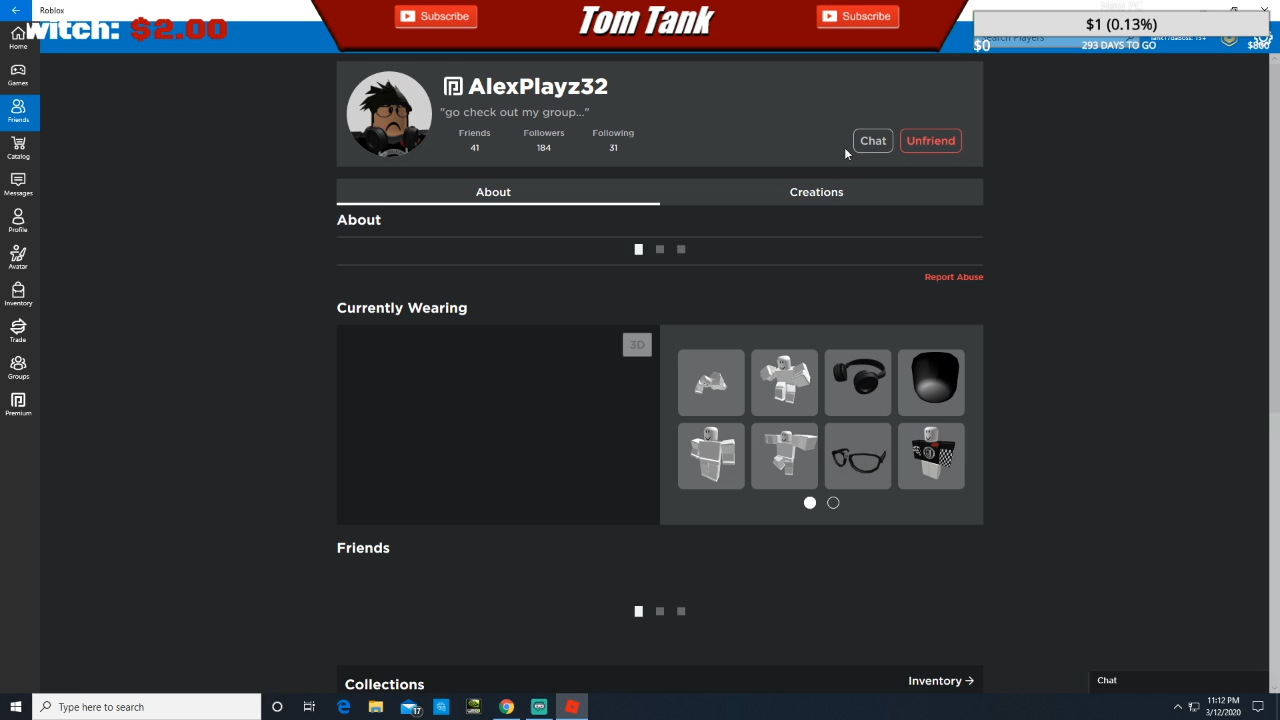 Roblox
witch: $2.00
Subscribe
Tom Tank
Subscribe
$1 (0.13%)
$0
293 DAYS TO GO
$800
Search Players
Home
Games
Friends
Catalog
Messages
Profile
Avatar
Inventory
Trade
Groups
Premium
AlexPlayz32
"go check out my group..."
Friends
Followers
Following
41
184
31
Chat
Unfriend
About
Creations
About
Report Abuse
Currently Wearing
3D
Friends
Collections
Inventory →
Chat
Type here to search
17
11:12 PM
3/12/2020